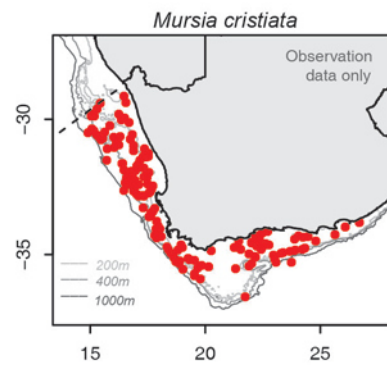 Mursia cristiata
Observation
data only
−30
−35
200m
400m
1000m
15
20
25